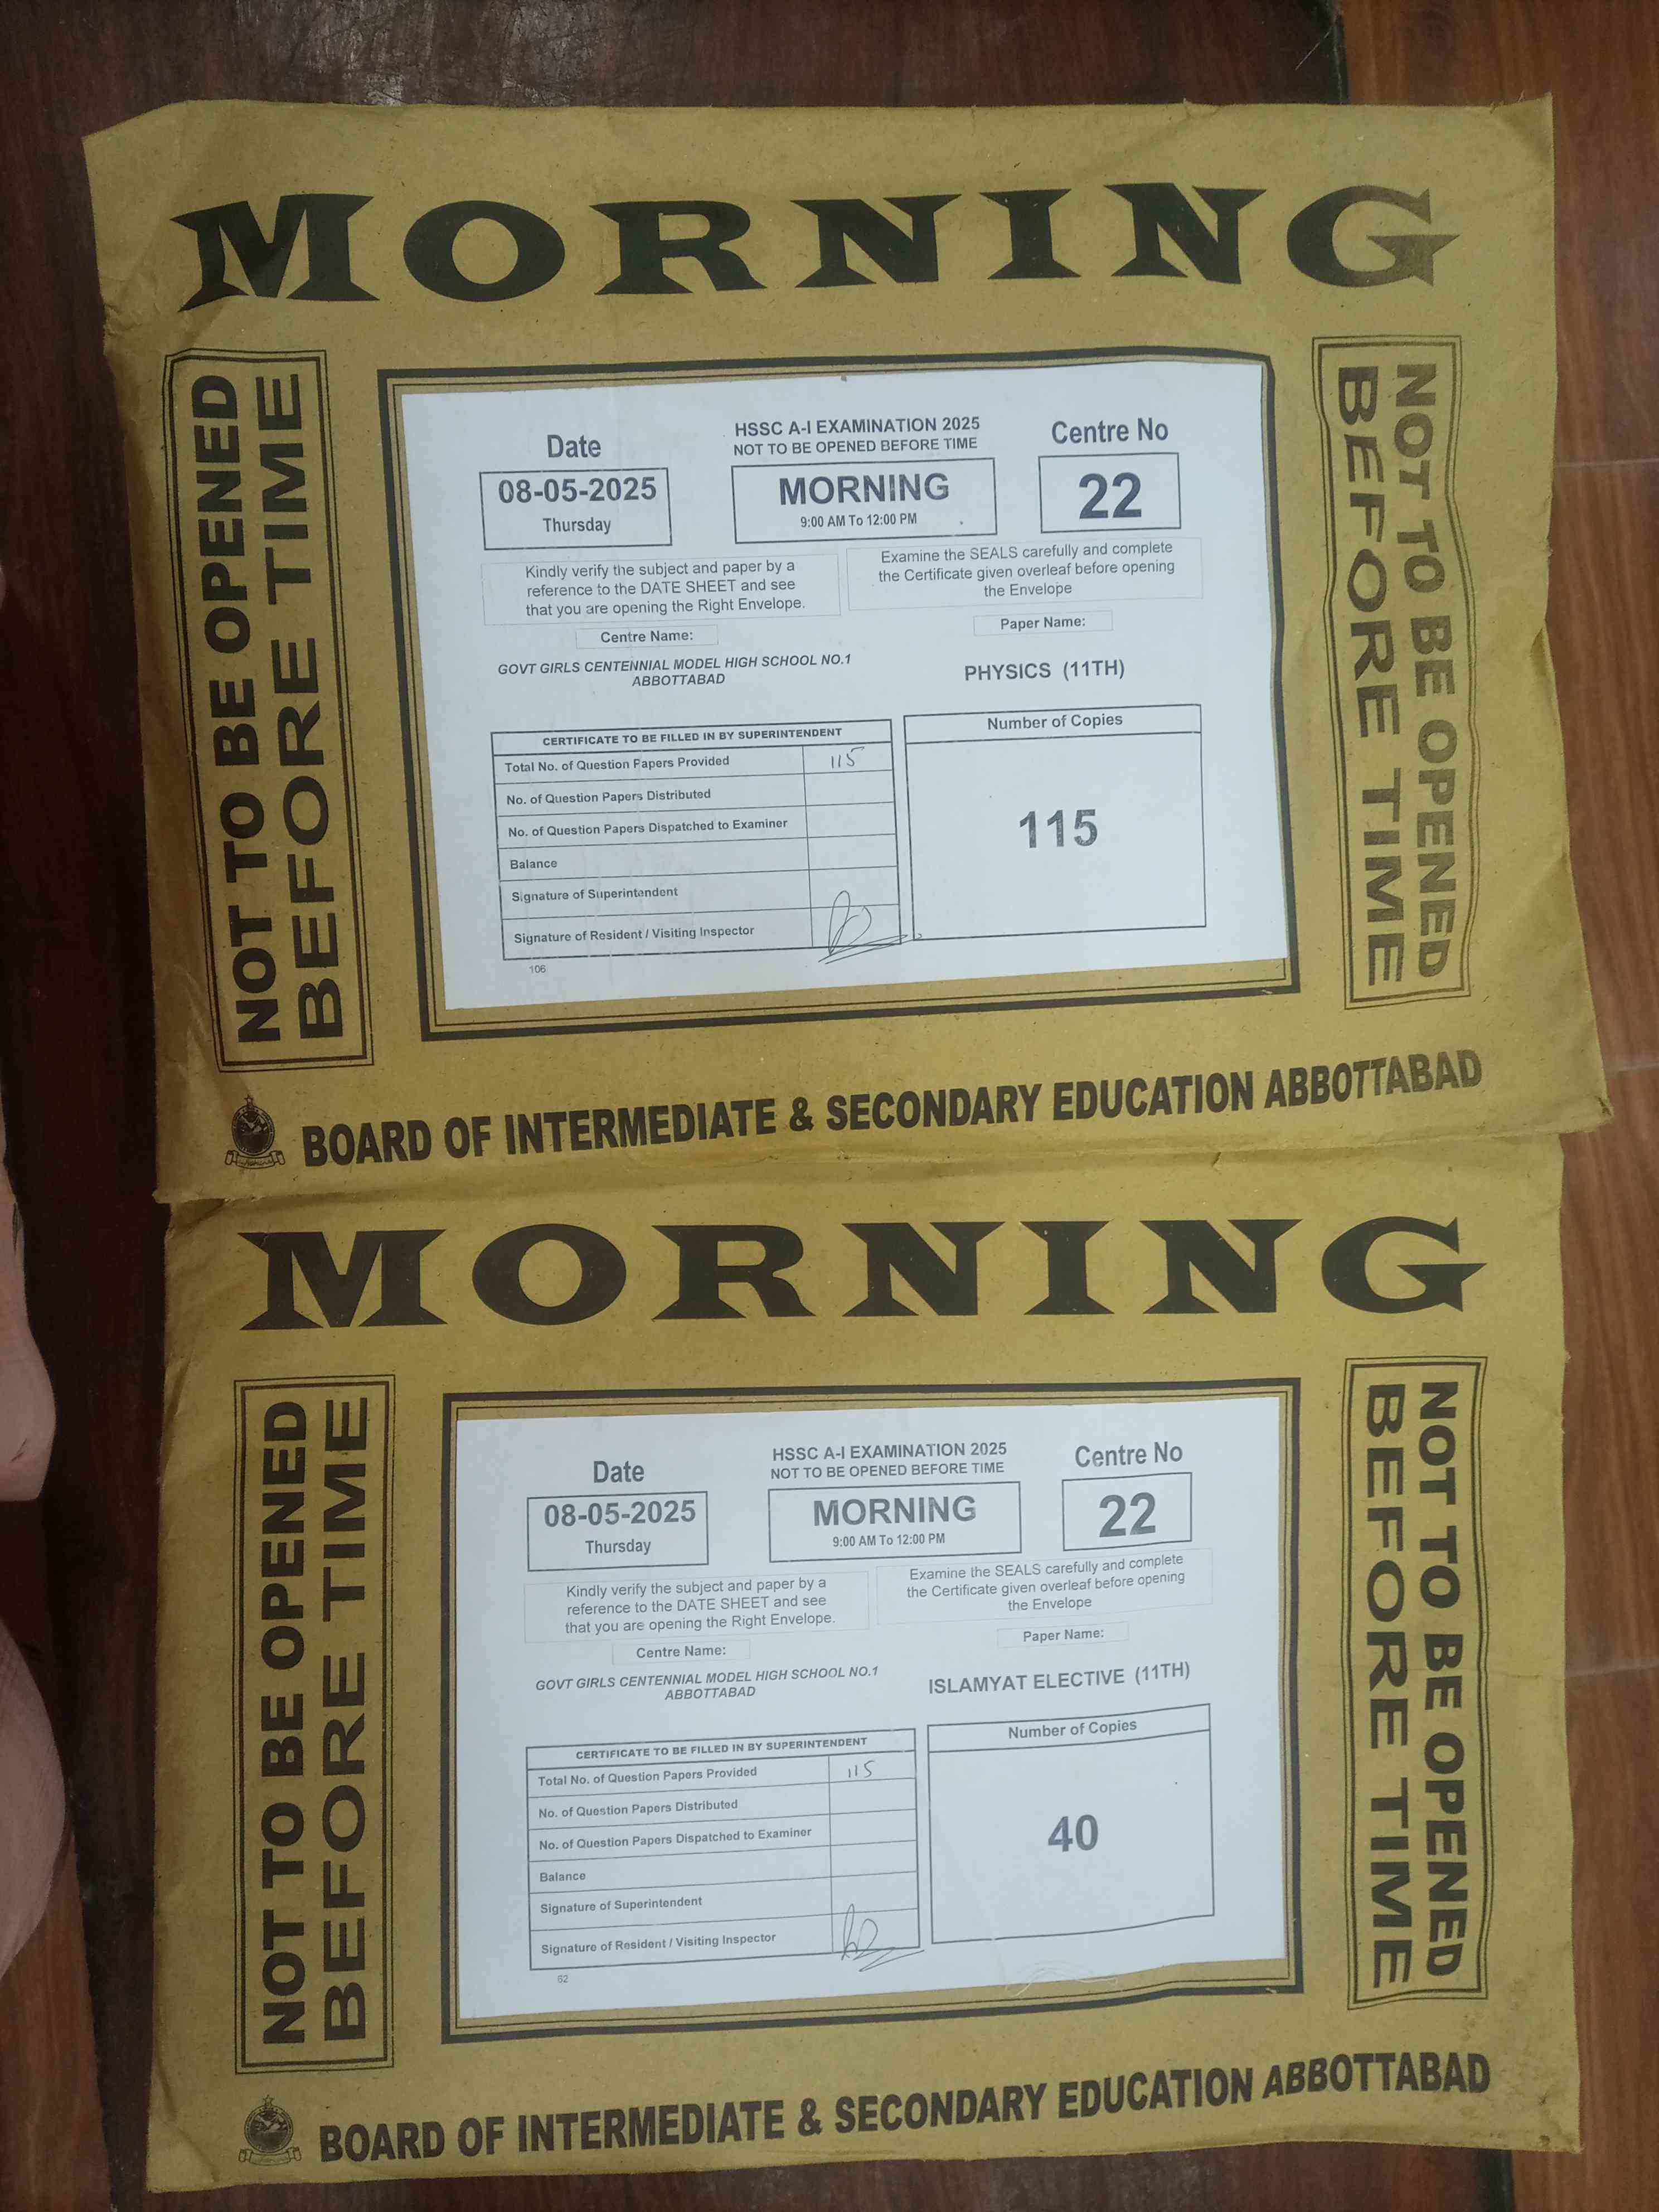 MORNING
NOT TO BE OPENED
BEFORE TIME
Date
08-05-2025
Thursday
HSSC A-I EXAMINATION 2025
NOT TO BE OPENED BEFORE TIME
MORNING
9:00 AM To 12:00 PM
Centre No
22
Kindly verify the subject and paper by a
reference to the DATE SHEET and see
that you are opening the Right Envelope.
Examine the SEALS carefully and complete
the Certificate given overleaf before opening
the Envelope
Centre Name:
GOVT GIRLS CENTENNIAL MODEL HIGH SCHOOL NO.1
ABBOTTABAD
Paper Name:
PHYSICS (11TH)
CERTIFICATE TO BE FILLED IN BY SUPERINTENDENT
Total No. of Question Papers Provided 115
No. of Question Papers Distributed
No. of Question Papers Dispatched to Examiner
Balance
Signature of Superintendent
Signature of Resident / Visiting Inspector
106
Number of Copies
115
NOT TO BE OPENED
BEFORE TIME
BOARD OF INTERMEDIATE & SECONDARY EDUCATION ABBOTTABAD
MORNING
NOT TO BE OPENED
BEFORE TIME
Date
08-05-2025
Thursday
HSSC A-I EXAMINATION 2025
NOT TO BE OPENED BEFORE TIME
MORNING
9:00 AM To 12:00 PM
Centre No
22
Kindly verify the subject and paper by a
reference to the DATE SHEET and see
that you are opening the Right Envelope.
Examine the SEALS carefully and complete
the Certificate given overleaf before opening
the Envelope
Centre Name:
GOVT GIRLS CENTENNIAL MODEL HIGH SCHOOL NO.1
ABBOTTABAD
Paper Name:
ISLAMYAT ELECTIVE (11TH)
CERTIFICATE TO BE FILLED IN BY SUPERINTENDENT
Total No. of Question Papers Provided 115
No. of Question Papers Distributed
No. of Question Papers Dispatched to Examiner
Balance
Signature of Superintendent
Signature of Resident / Visiting Inspector
62
Number of Copies
40
NOT TO BE OPENED
BEFORE TIME
BOARD OF INTERMEDIATE & SECONDARY EDUCATION ABBOTTABAD